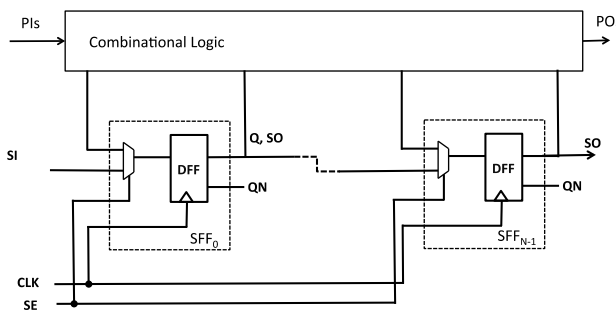 PIs
PO
Combinational Logic
Q, SO
SI
DFF
DFF
SO
QN
QN
SFF0
SFFN-1
CLK
SE